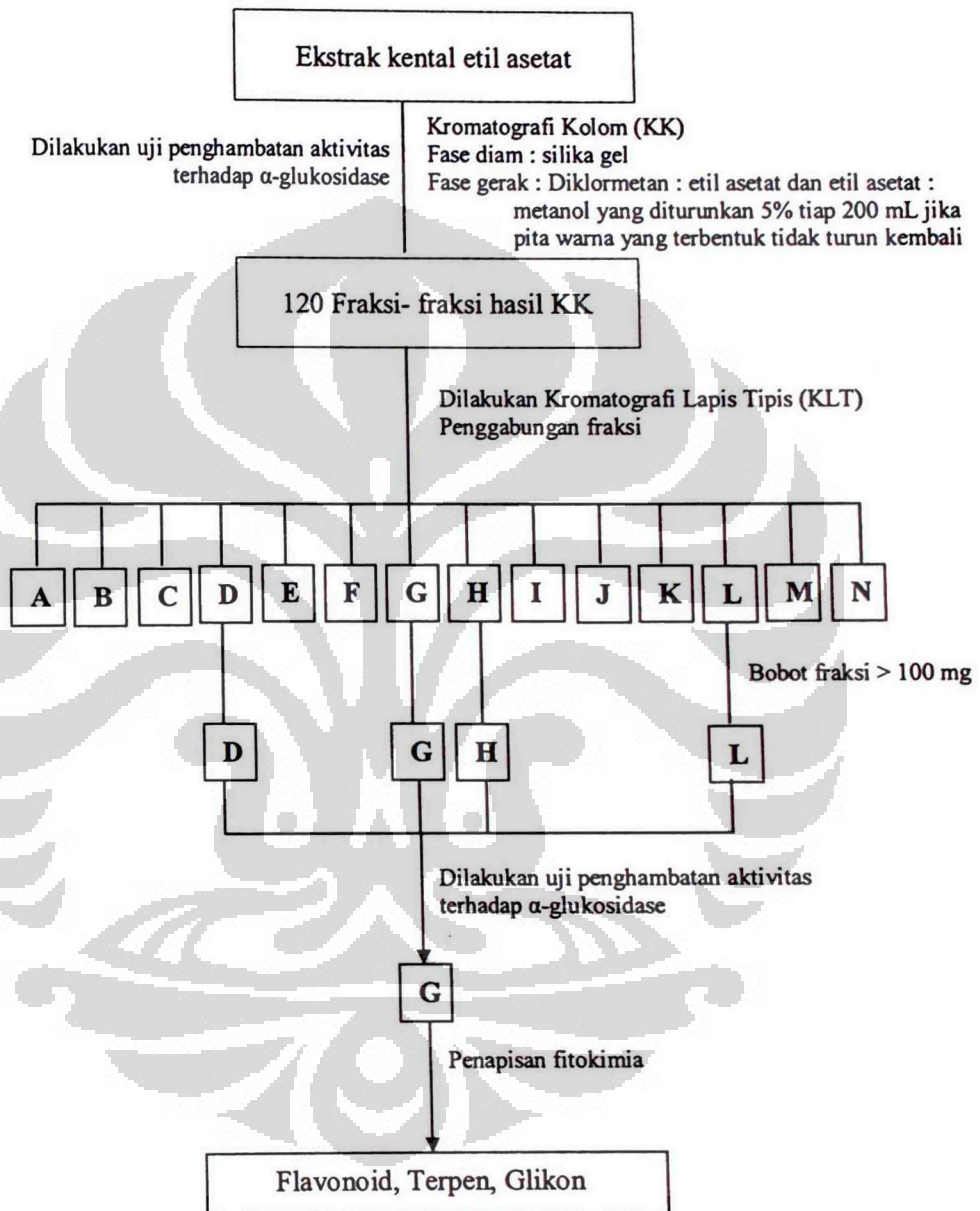 Ekstrak kental etil asetat
Dilakukan uji penghambatan aktivitas
terhadap α-glukosidase
Kromatografi Kolom (KK)
Fase diam : silika gel
Fase gerak : Diklormetan : etil asetat dan etil asetat :
metanol yang diturunkan 5% tiap 200 mL jika
pita warna yang terbentuk tidak turun kembali
120 Fraksi- fraksi hasil KK
Dilakukan Kromatografi Lapis Tipis (KLT)
Penggabungan fraksi
A B C D E F G H I J K L M N
Bobot fraksi > 100 mg
D G H L
Dilakukan uji penghambatan aktivitas
terhadap α-glukosidase
G
Penapisan fitokimia
Flavonoid, Terpen, Glikon